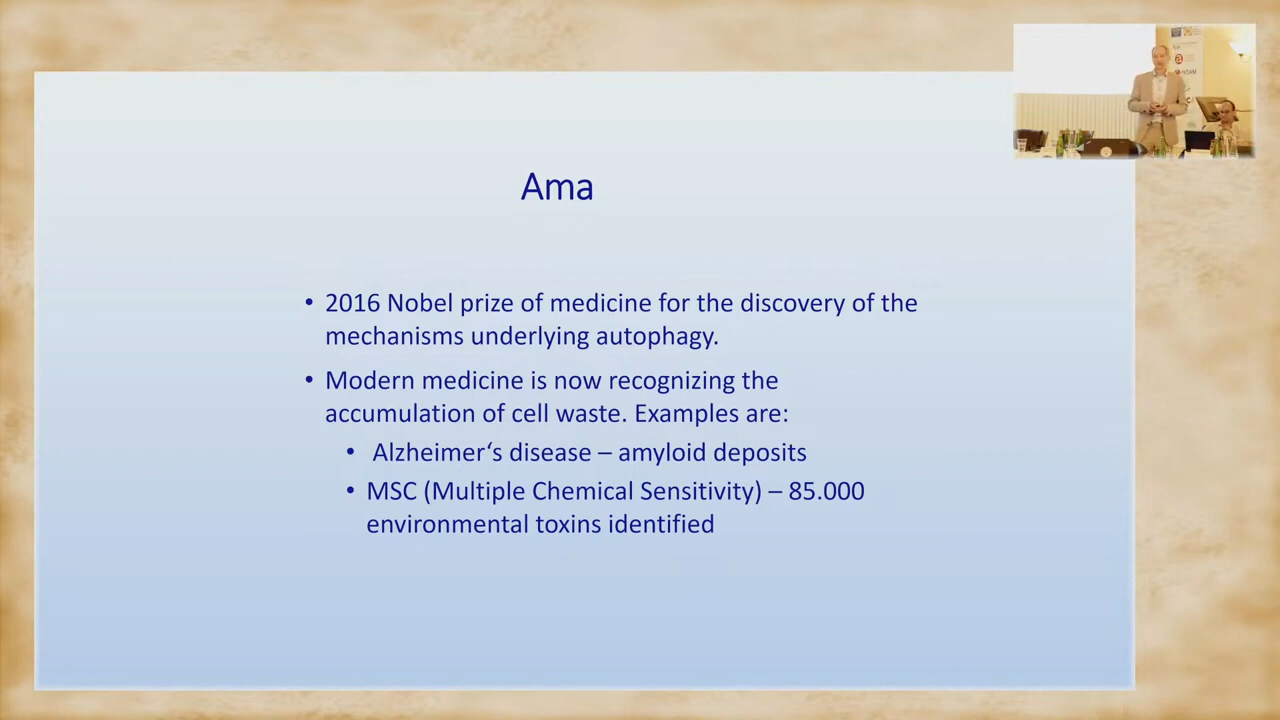 Ama
• 2016 Nobel prize of medicine for the discovery of the
mechanisms underlying autophagy.
• Modern medicine is now recognizing the
accumulation of cell waste. Examples are:
• Alzheimer‘s disease – amyloid deposits
• MSC (Multiple Chemical Sensitivity) – 85.000
environmental toxins identified